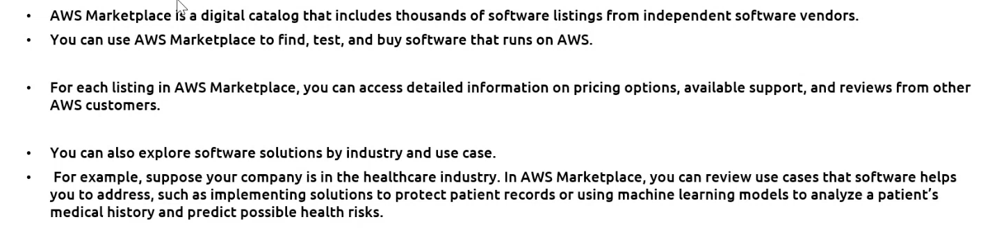 • AWS Marketplace is a digital catalog that includes thousands of software listings from independent software vendors.
• You can use AWS Marketplace to find, test, and buy software that runs on AWS.
• For each listing in AWS Marketplace, you can access detailed information on pricing options, available support, and reviews from other
AWS customers.
• You can also explore software solutions by industry and use case.
• For example, suppose your company is in the healthcare industry. In AWS Marketplace, you can review use cases that software helps
you to address, such as implementing solutions to protect patient records or using machine learning models to analyze a patient’s
medical history and predict possible health risks.